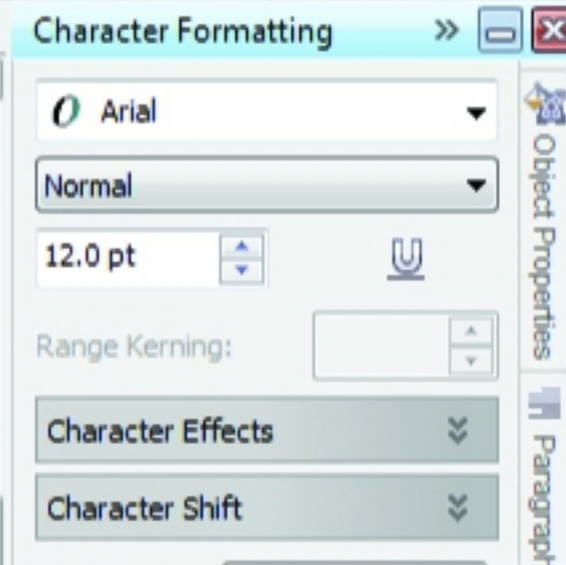 Character Formatting
Arial
Normal
12.0 pt
Range Kerning:
Character Effects
Character Shift
Object Properties
Paragraph